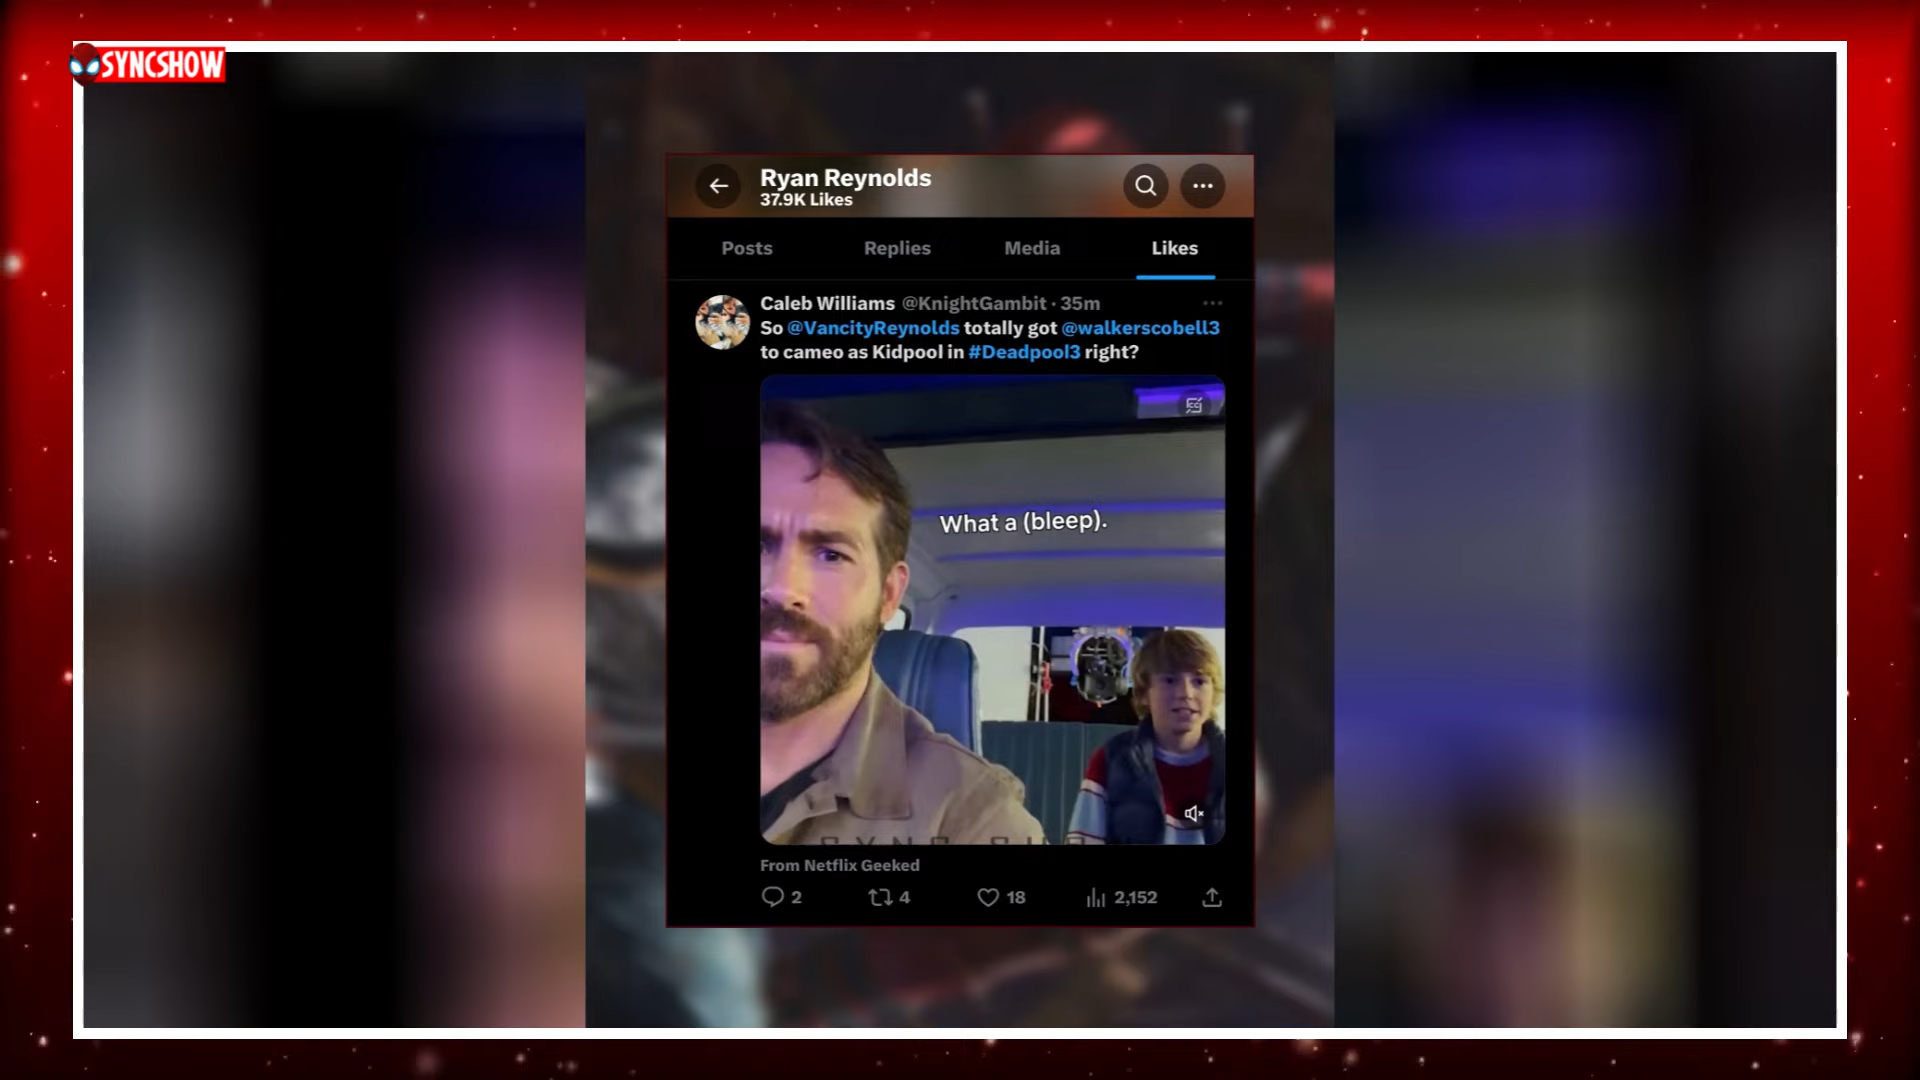 SYNCSHOW
Ryan Reynolds
37.9K Likes
Posts Replies Media Likes
Caleb Williams @KnightGambit · 35m
So @VancityReynolds totally got @walkerscobell3
to cameo as Kidpool in #Deadpool3 right?
What a (bleep).
From Netflix Geeked
2 4 18 2,152